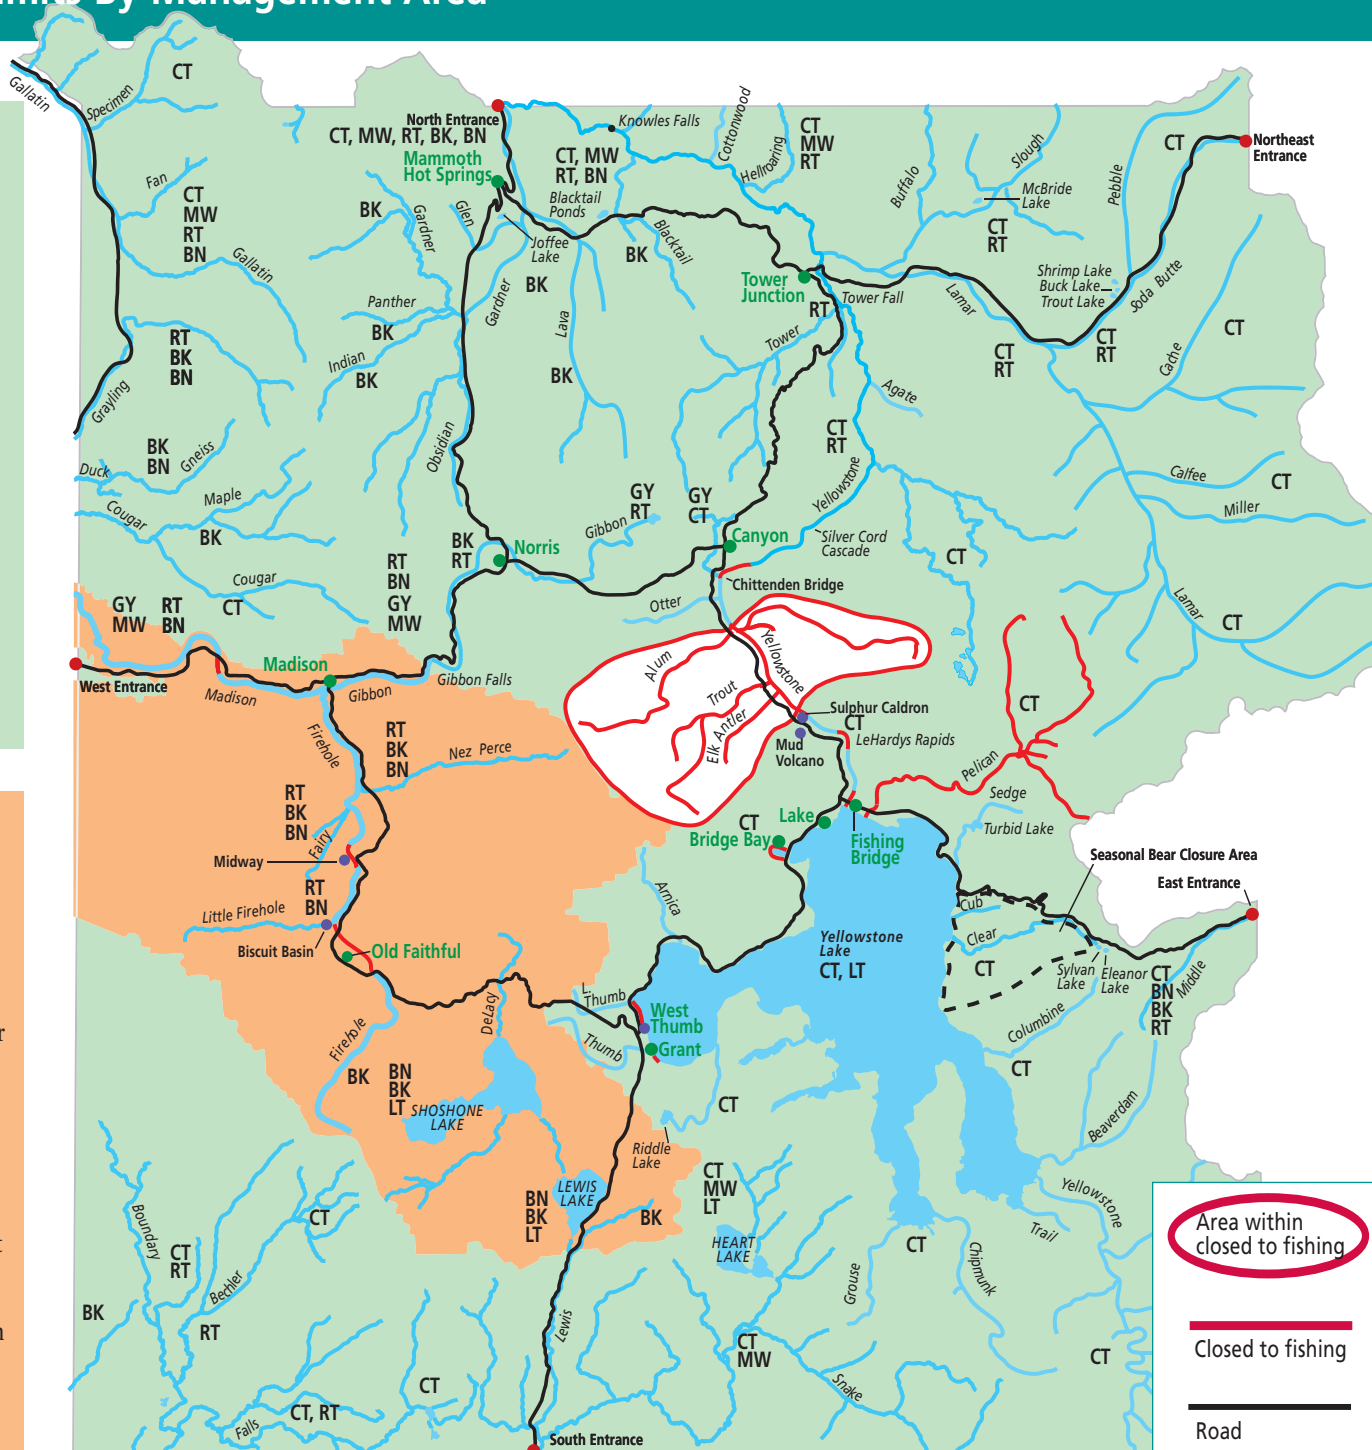 By Management Area
Gallatin
Specimen
CT
North Entrance
CT, MW, RT, BK, BN
Mammoth
Hot Springs
Knowles Falls
Cottonwood
Hellroaring
CT
MW
RT
CT, MW
RT, BN
Blacktail
Ponds
Buffalo
Slough
McBride
Lake
Pebble
CT
Northeast
Entrance
Fan
CT
MW
RT
BN
Gallatin
BK
Gardner
Glen
Joffee
Lake
BK
BK
Blacktail
CT
RT
Shrimp Lake
Buck Lake
Trout Lake
Soda Butte
Tower
Junction
RT
Tower Fall
Lamar
Panther
BK
Gardner
Lava
Tower
RT
BK
BN
Indian
BK
BK
CT
RT
CT
RT
Cache
CT
Grayling
Agate
BK
BN
Gneiss
Duck
Obsidian
CT
RT
Maple
Cougar
BK
Yellowstone
Calfee
CT
Miller
GY
RT
GY
CT
Gibbon
BK
RT
Norris
Canyon
Silver Cord
Cascade
CT
Cougar
CT
RT
BN
GY
MW
Chittenden Bridge
Otter
Lamar
CT
GY
MW
RT
BN
West Entrance
Madison
Madison
Gibbon
Gibbon Falls
Alum
Yellowstone
Trout
Elk Antler
Sulphur Caldron
CT
Mud
Volcano
LeHardys Rapids
CT
Pelican
Firehole
RT
BK
BN
Nez Perce
Sedge
Turbid Lake
RT
BK
BN
Fairy
Midway
CT
Bridge Bay
Lake
Fishing
Bridge
Seasonal Bear Closure Area
East Entrance
RT
BN
Little Firehole
Biscuit Basin
Old Faithful
Arnica
Yellowstone
Lake
CT, LT
Cub
Clear
CT
Sylvan
Lake
Eleanor
Lake
CT
BN
BK
RT
Middle
Columbine
CT
L.
Thumb
West
Thumb
Thumb
Grant
DeLacy
Firehole
BK
BN
BK
LT
SHOSHONE
LAKE
CT
Riddle
Lake
Beaverdam
LEWIS
LAKE
BN
BK
LT
BK
CT
MW
LT
HEART
LAKE
Yellowstone
Trail
Boundary
CT
CT
RT
Bechler
CT
Grouse
Chipmunk
BK
RT
Lewis
CT
MW
CT
Snake
CT
CT, RT
Falls
South Entrance
Area within
closed to fishing
Closed to fishing
Road